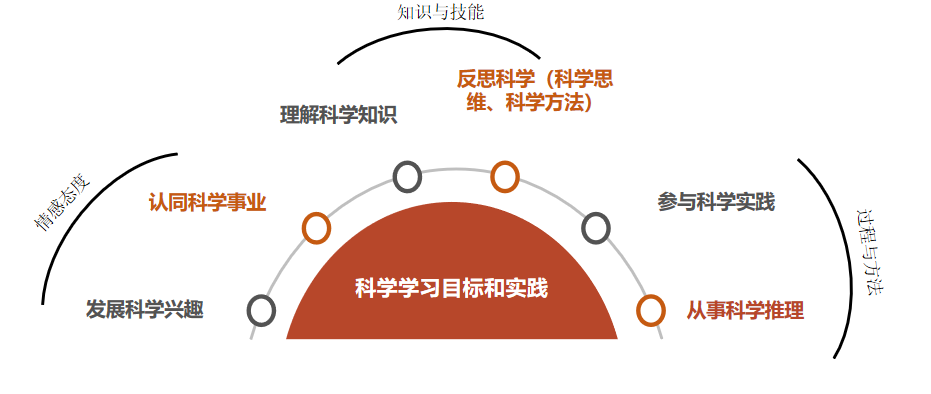 知识与技能
反思科学（科学思
维、科学方法）
理解科学知识
情感态度
认同科学事业
参与科学实践
过程与方法
科学学习目标和实践
发展科学兴趣
从事科学推理